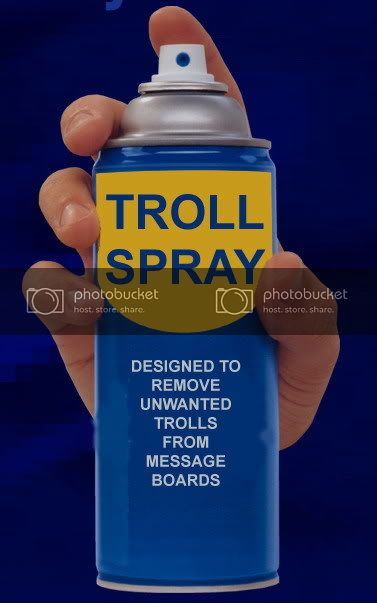 TROLL
SPRAY
photobucket
host. store. share.
photobucket
host. store. share.
DESIGNED TO
REMOVE
UNWANTED
TROLLS
FROM
MESSAGE
BOARDS